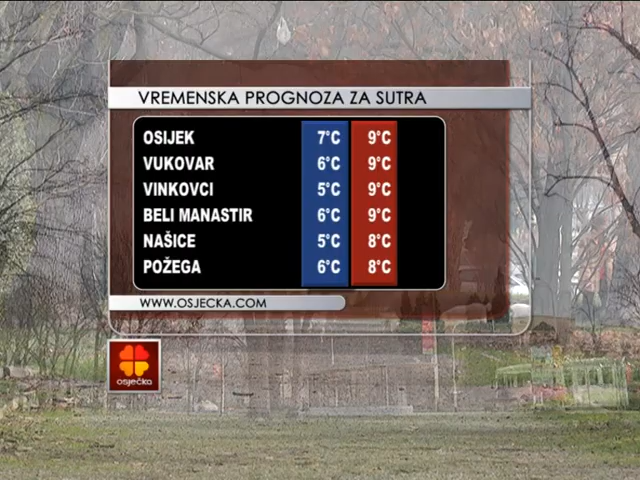 VREMENSKA PROGNOZA ZA SUTRA
OSIJEK 7°C 9°C
VUKOVAR 6°C 9°C
VINKOVCI 5°C 9°C
BELI MANASTIR 6°C 9°C
NAŠICE 5°C 8°C
POŽEGA 6°C 8°C
WWW.OSJECKA.COM
osječka